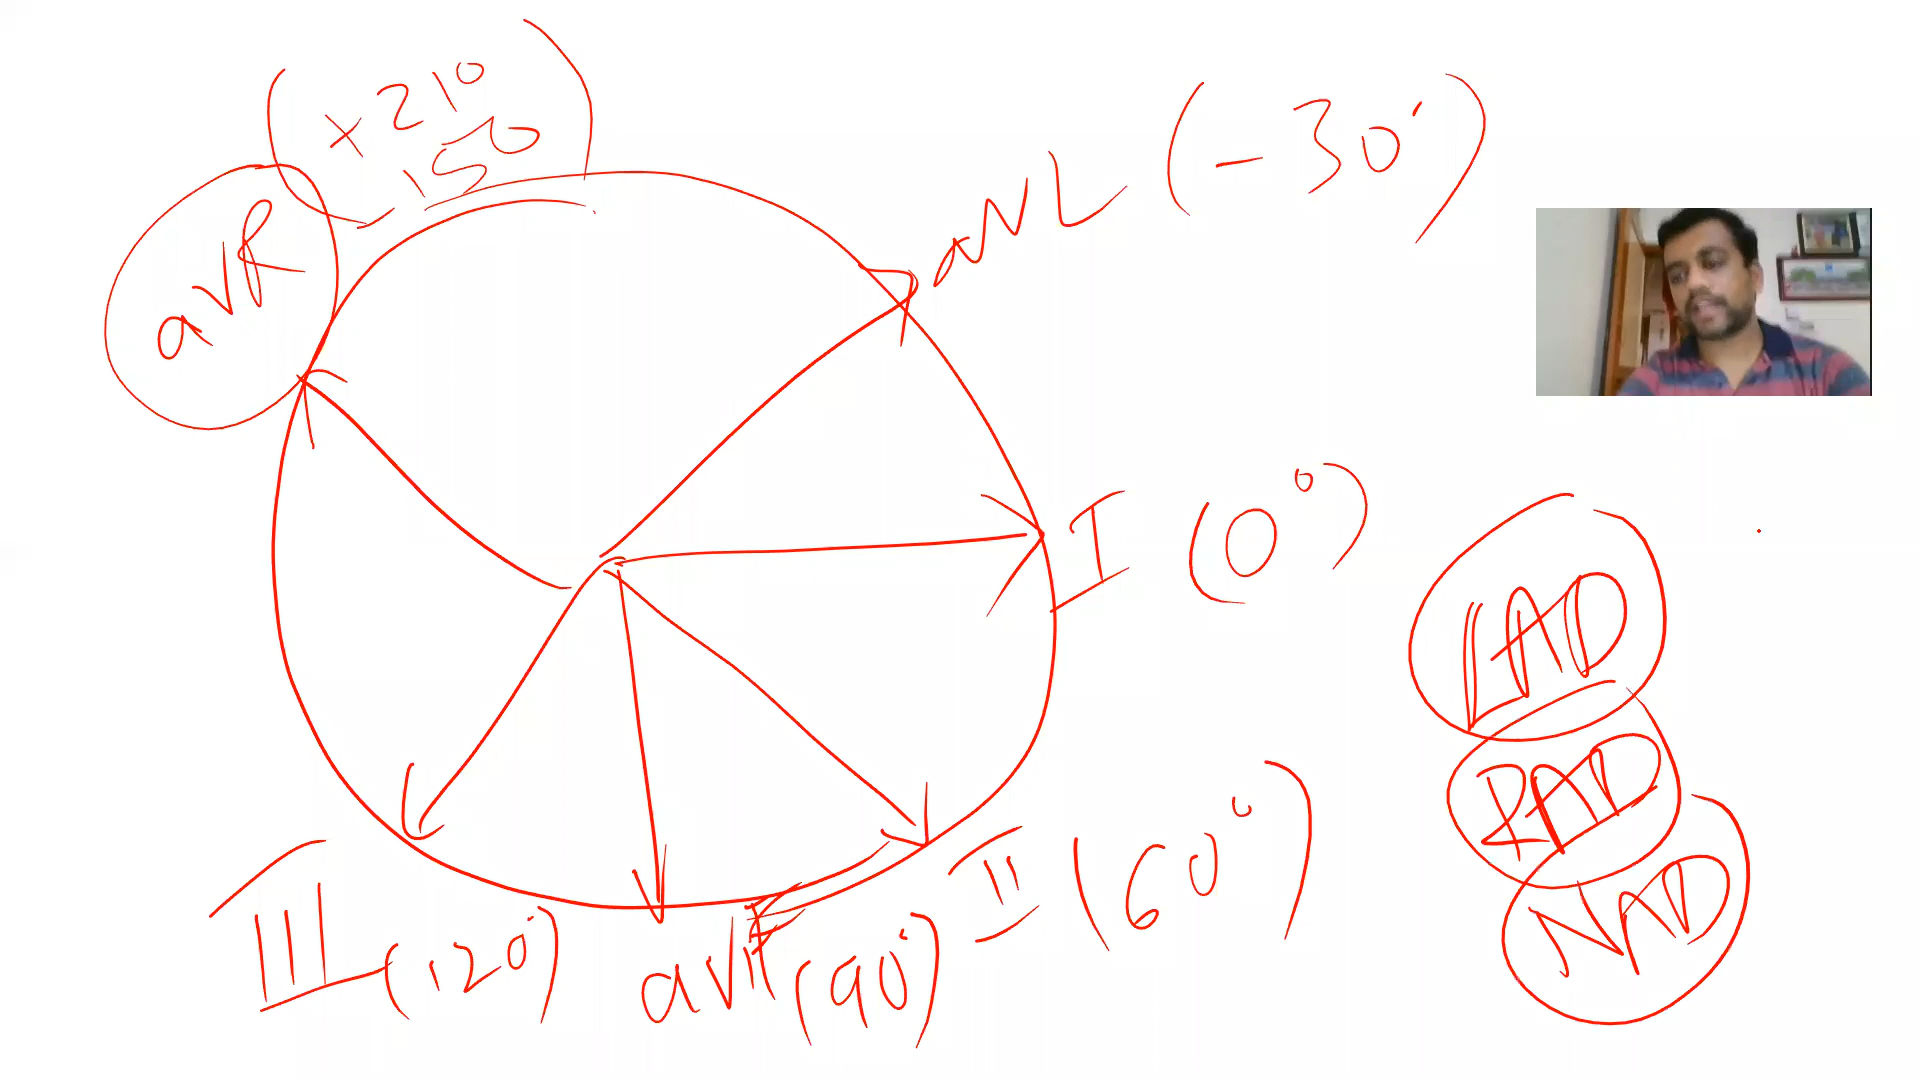 +210
-150
aVR
aVL (-30°)
I (0°)
LAD
RAD
NAD
II (60°)
III (120°)
aVF (90°)